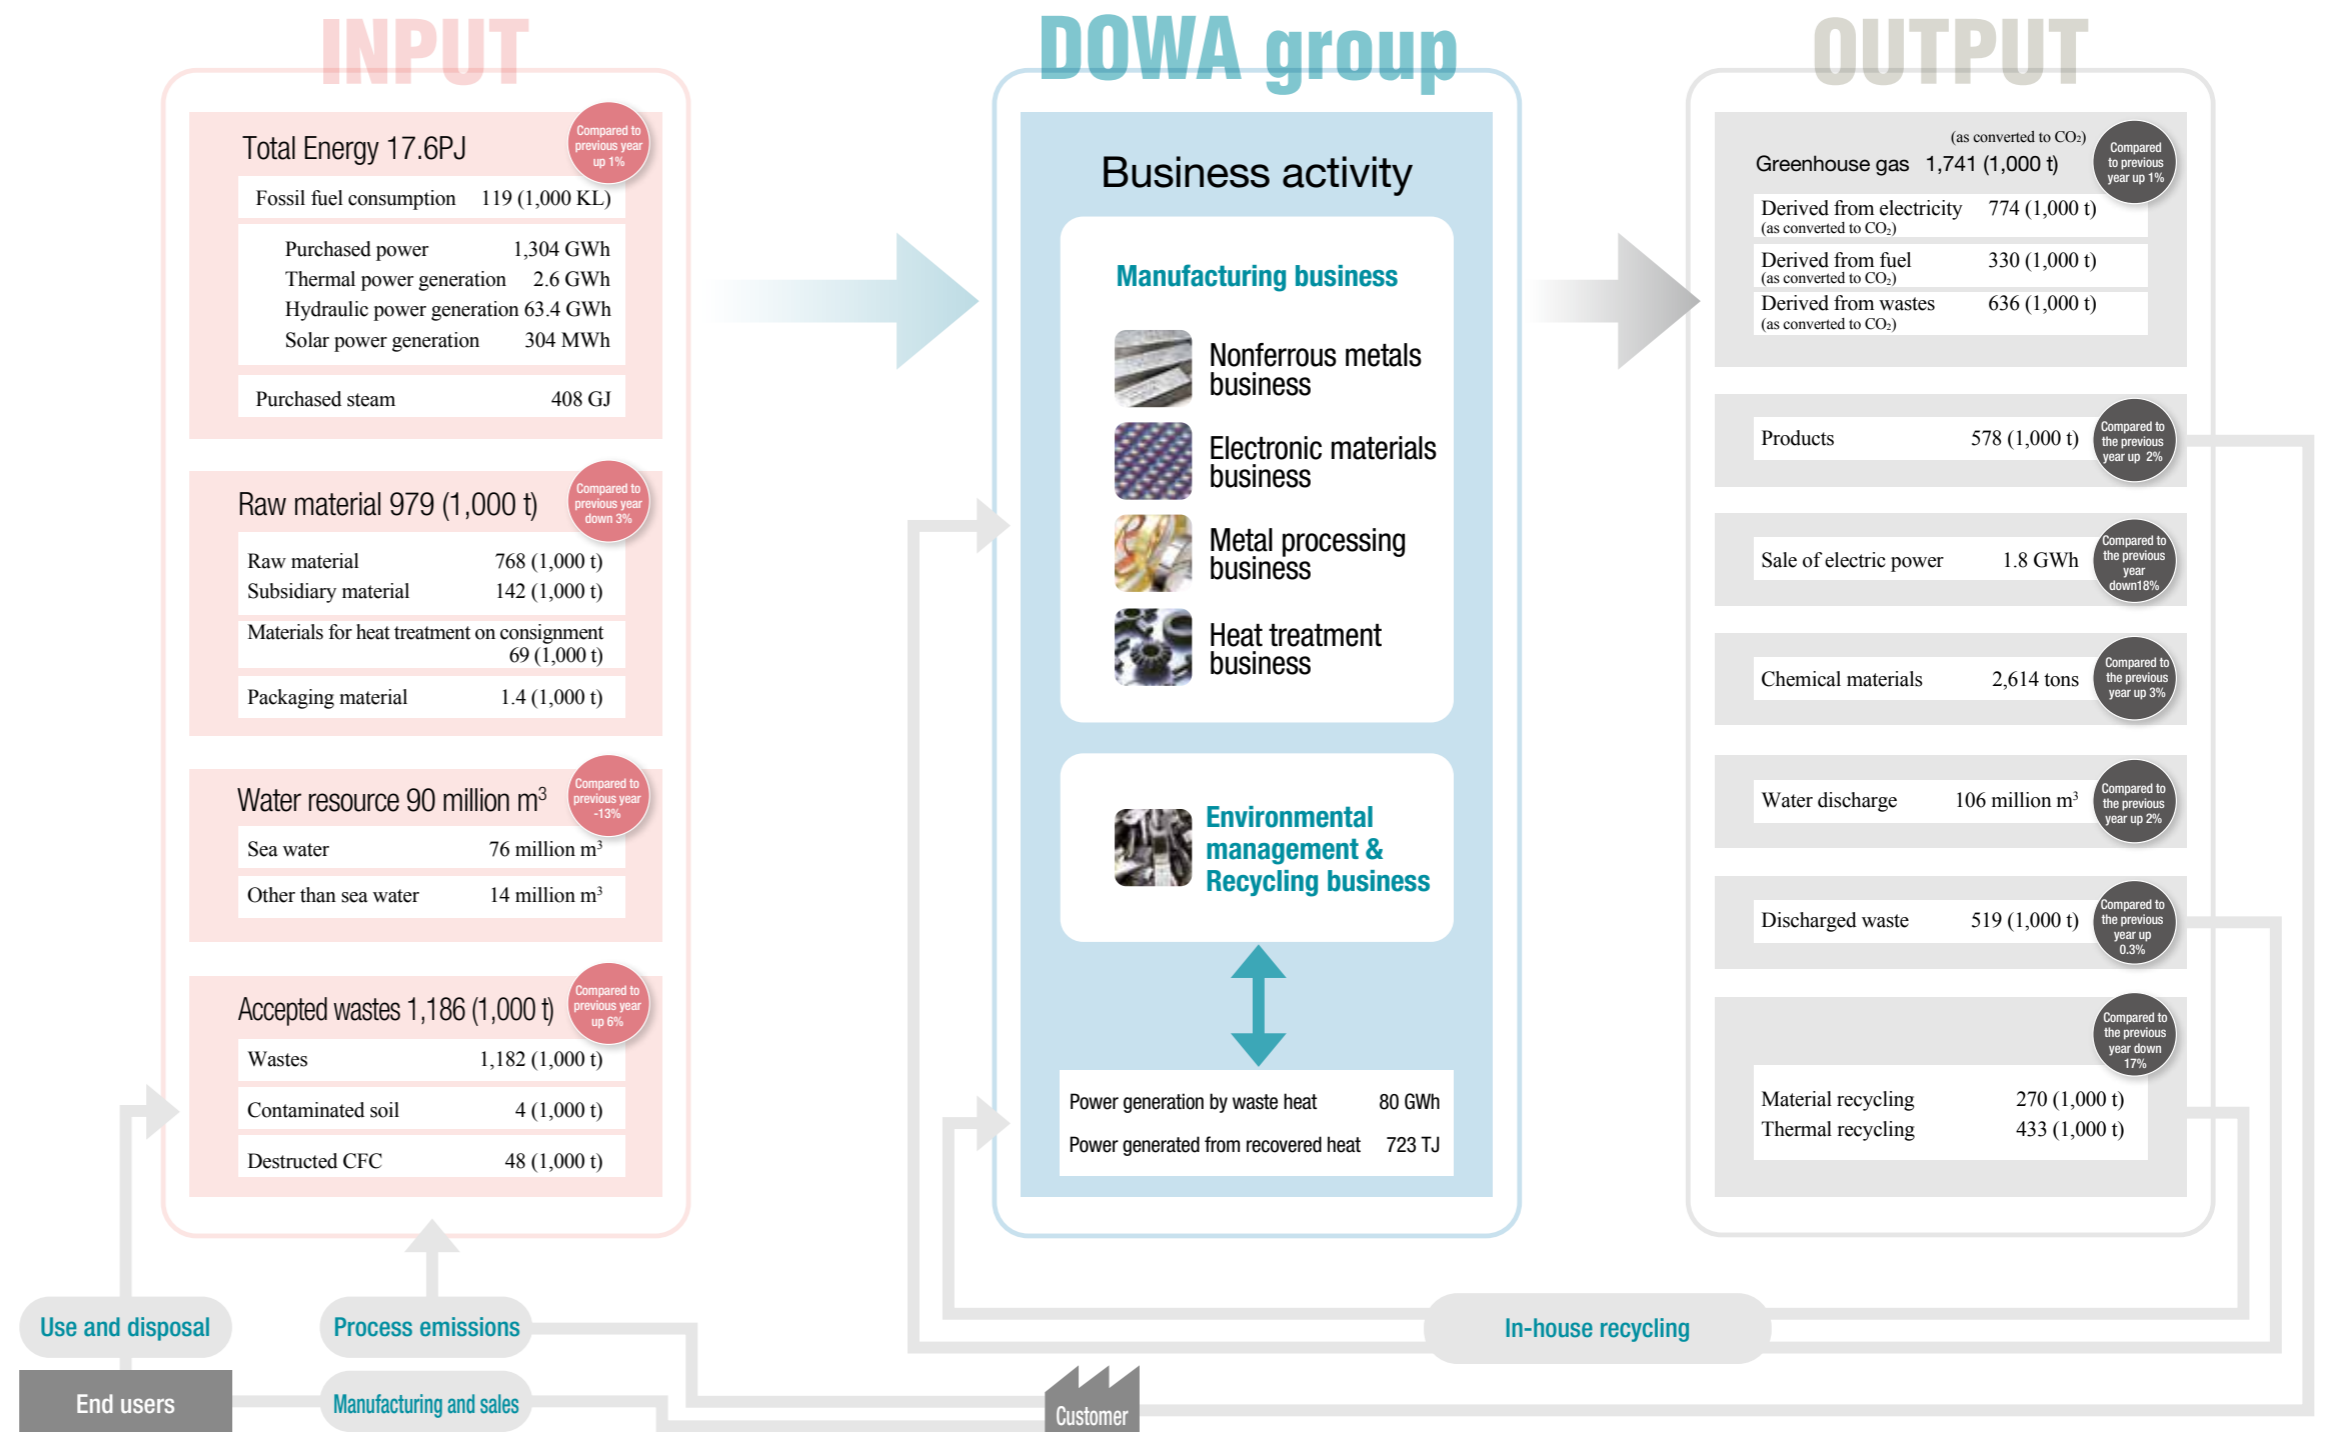 INPUT
Total Energy 17.6PJ
Compared to
previous year
up 1%
Fossil fuel consumption 119 (1,000 KL)
Purchased power 1,304 GWh
Thermal power generation 2.6 GWh
Hydraulic power generation 63.4 GWh
Solar power generation 304 MWh
Purchased steam 408 GJ
Raw material 979 (1,000 t)
Compared to
previous year
down 3%
Raw material 768 (1,000 t)
Subsidiary material 142 (1,000 t)
Materials for heat treatment on consignment
69 (1,000 t)
Packaging material 1.4 (1,000 t)
Water resource 90 million m³
Compared to
previous year
-13%
Sea water 76 million m³
Other than sea water 14 million m³
Accepted wastes 1,186 (1,000 t)
Compared to
previous year
up 6%
Wastes 1,182 (1,000 t)
Contaminated soil 4 (1,000 t)
Destructed CFC 48 (1,000 t)
DOWA group
Business activity
Manufacturing business
Nonferrous metals
business
Electronic materials
business
Metal processing
business
Heat treatment
business
Environmental
management &
Recycling business
Power generation by waste heat 80 GWh
Power generated from recovered heat 723 TJ
OUTPUT
(as converted to CO₂)
Greenhouse gas 1,741 (1,000 t)
Compared
to previous
year up 1%
Derived from electricity 774 (1,000 t)
(as converted to CO₂)
Derived from fuel 330 (1,000 t)
(as converted to CO₂)
Derived from wastes 636 (1,000 t)
(as converted to CO₂)
Products 578 (1,000 t)
Compared to
the previous
year up 2%
Sale of electric power 1.8 GWh
Compared to
the previous
year
down18%
Chemical materials 2,614 tons
Compared to
the previous
year up 3%
Water discharge 106 million m³
Compared to
the previous
year up 2%
Discharged waste 519 (1,000 t)
Compared to
the previous
year up
0.3%
Compared to
the previous
year down
17%
Material recycling 270 (1,000 t)
Thermal recycling 433 (1,000 t)
Use and disposal
Process emissions
In-house recycling
End users
Manufacturing and sales
Customer